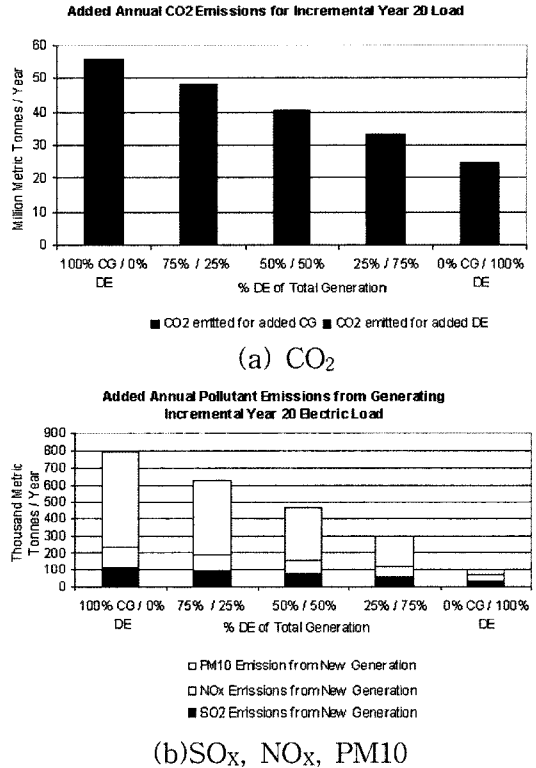 Added Annual CO2 Emissions for Incremental Year 20 Load
Million Metric Tonnes / Year
60
50
40
30
20
10
0
100% CG / 0% DE
75% / 25%
50% / 50%
25% / 75%
0% CG / 100% DE
% DE of Total Generation
CO2 emitted for added CG
CO2 emitted for added DE
(a) CO₂
Added Annual Pollutant Emissions from Generating
Incremental Year 20 Electric Load
Thousand Metric
Tonnes / Year
900
800
700
600
500
400
300
200
100
0
100% CG / 0% DE
75% / 25%
50% / 50%
25% / 75%
0% CG / 100% DE
% DE of Total Generation
PM10 Emission from New Generation
NOx Emissions from New Generation
SO2 Emissions from New Generation
(b)SOX, NOX, PM10